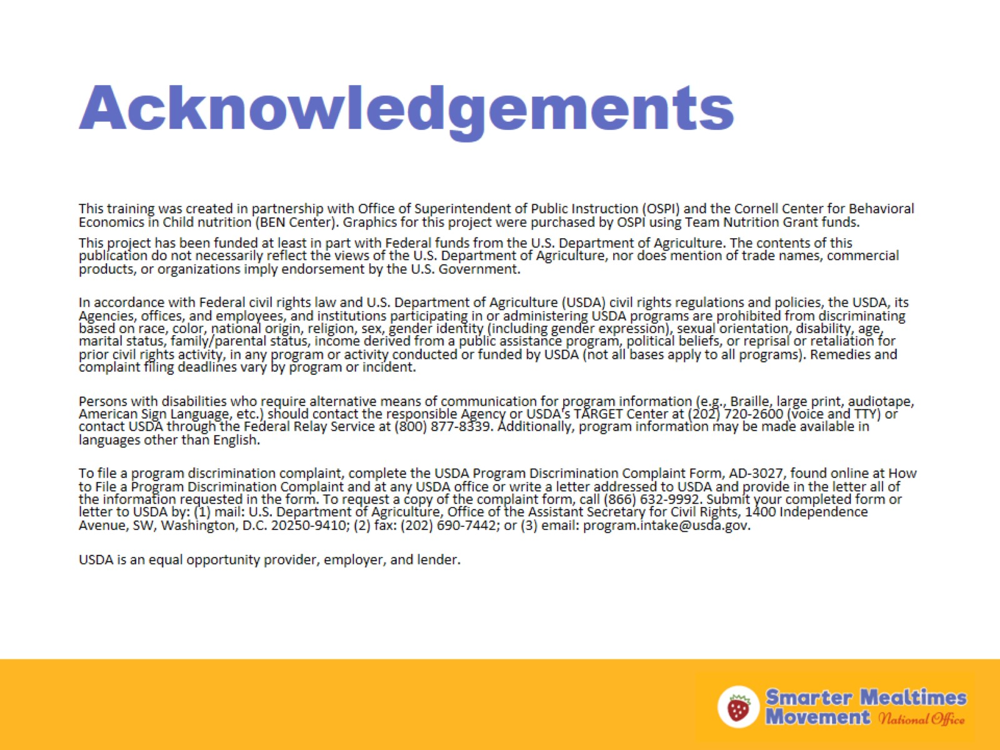 Acknowledgements
This training was created in partnership with Office of Superintendent of Public Instruction (OSPI) and the Cornell Center for Behavioral
Economics in Child nutrition (BEN Center). Graphics for this project were purchased by OSPI using Team Nutrition Grant funds.
This project has been funded at least in part with Federal funds from the U.S. Department of Agriculture. The contents of this
publication do not necessarily reflect the views of the U.S. Department of Agriculture, nor does mention of trade names, commercial
products, or organizations imply endorsement by the U.S. Government.
In accordance with Federal civil rights law and U.S. Department of Agriculture (USDA) civil rights regulations and policies, the USDA, its
Agencies, offices, and employees, and institutions participating in or administering USDA programs are prohibited from discriminating
based on race, color, national origin, religion, sex, gender identity (including gender expression), sexual orientation, disability, age,
marital status, family/parental status, income derived from a public assistance program, political beliefs, or reprisal or retaliation for
prior civil rights activity, in any program or activity conducted or funded by USDA (not all bases apply to all programs). Remedies and
complaint filing deadlines vary by program or incident.
Persons with disabilities who require alternative means of communication for program information (e.g., Braille, large print, audiotape,
American Sign Language, etc.) should contact the responsible Agency or USDA's TARGET Center at (202) 720-2600 (voice and TTY) or
contact USDA through the Federal Relay Service at (800) 877-8339. Additionally, program information may be made available in
languages other than English.
To file a program discrimination complaint, complete the USDA Program Discrimination Complaint Form, AD-3027, found online at How
to File a Program Discrimination Complaint and at any USDA office or write a letter addressed to USDA and provide in the letter all of
the information requested in the form. To request a copy of the complaint form, call (866) 632-9992. Submit your completed form or
letter to USDA by: (1) mail: U.S. Department of Agriculture, Office of the Assistant Secretary for Civil Rights, 1400 Independence
Avenue, SW, Washington, D.C. 20250-9410; (2) fax: (202) 690-7442; or (3) email: program.intake@usda.gov.
USDA is an equal opportunity provider, employer, and lender.
Smarter Mealtimes
Movement National Office